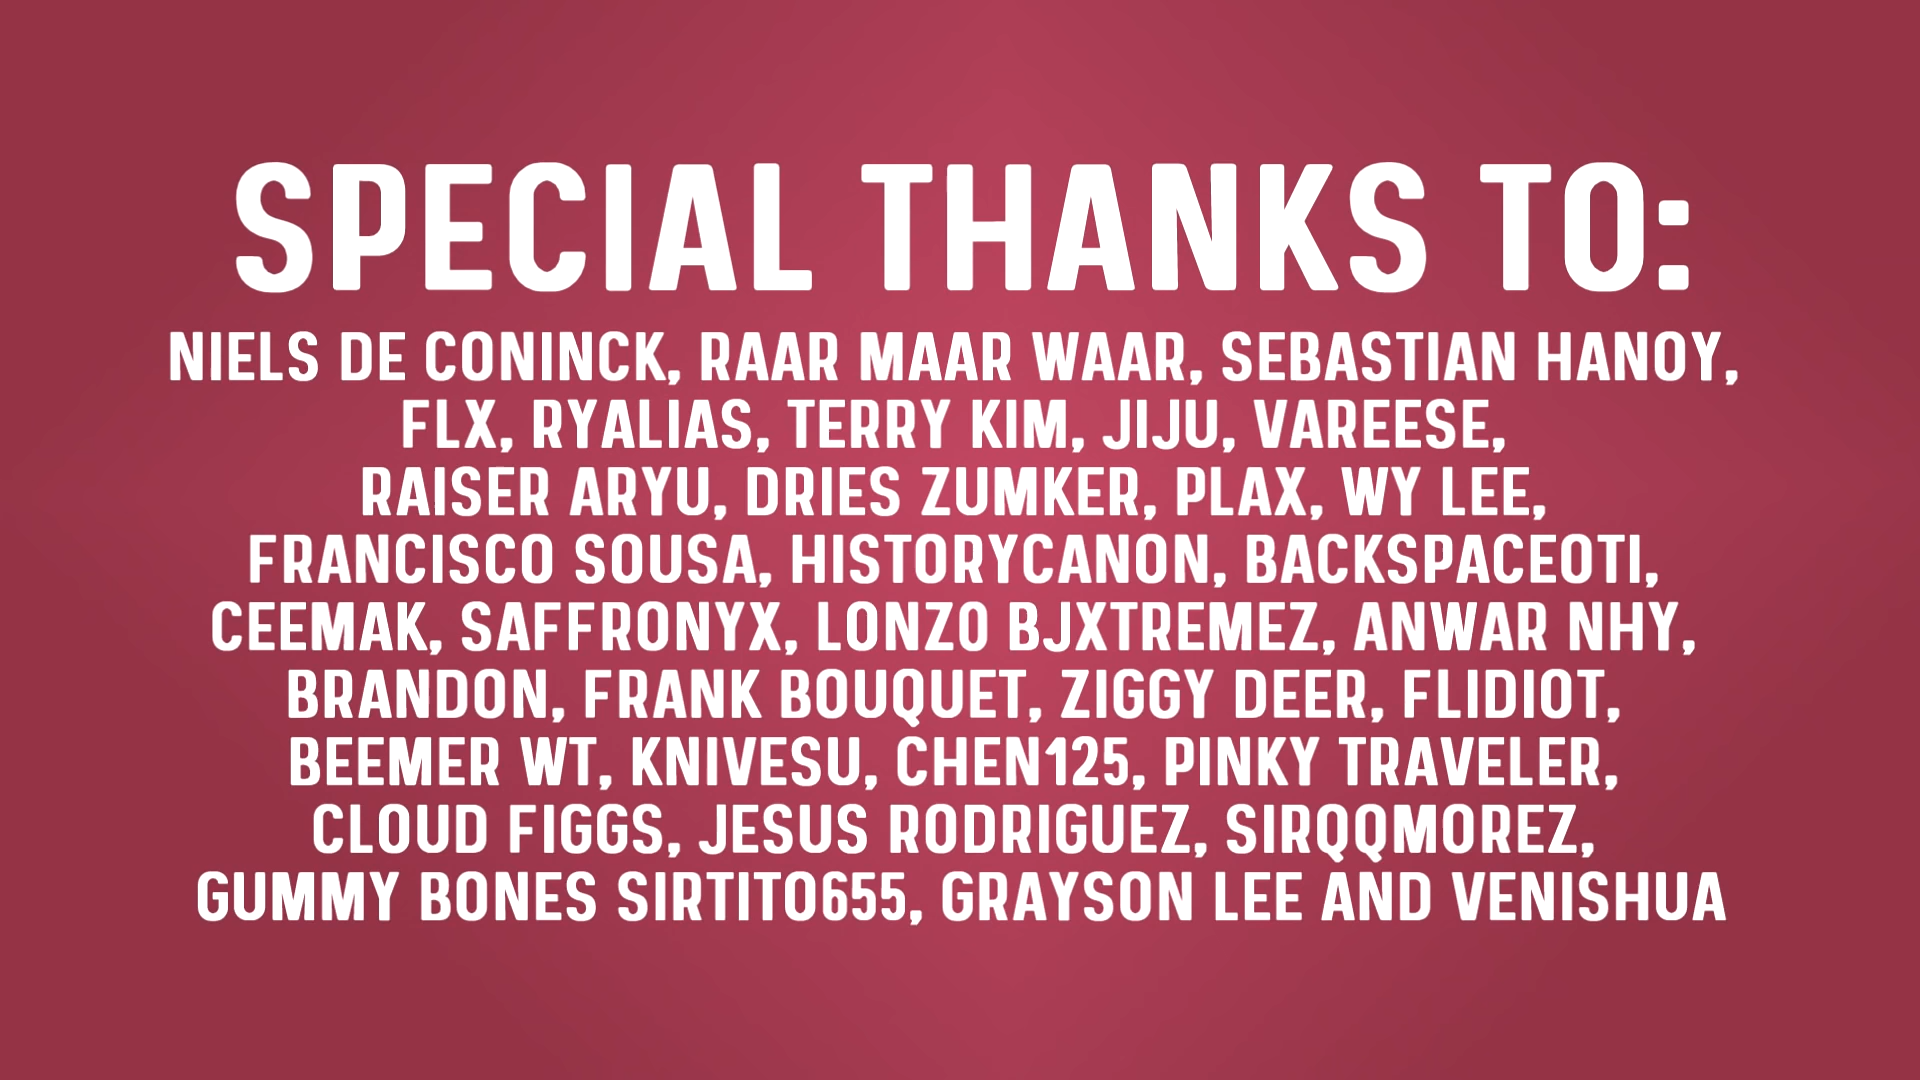 SPECIAL THANKS TO:
NIELS DE CONINCK, RAAR MAAR WAAR, SEBASTIAN HANOY,
FLX, RYALIAS, TERRY KIM, JIJU, VAREESE,
RAISER ARYU, DRIES ZUMKER, PLAX, WY LEE,
FRANCISCO SOUSA, HISTORYCANON, BACKSPACEOTI,
CEEMAK, SAFFRONYX, LONZO BJXTREMEZ, ANWAR NHY,
BRANDON, FRANK BOUQUET, ZIGGY DEER, FLIDIOT,
BEEMER WT, KNIVESU, CHEN125, PINKY TRAVELER,
CLOUD FIGGS, JESUS RODRIGUEZ, SIRQQMOREZ,
GUMMY BONES SIRTITO655, GRAYSON LEE AND VENISHUA